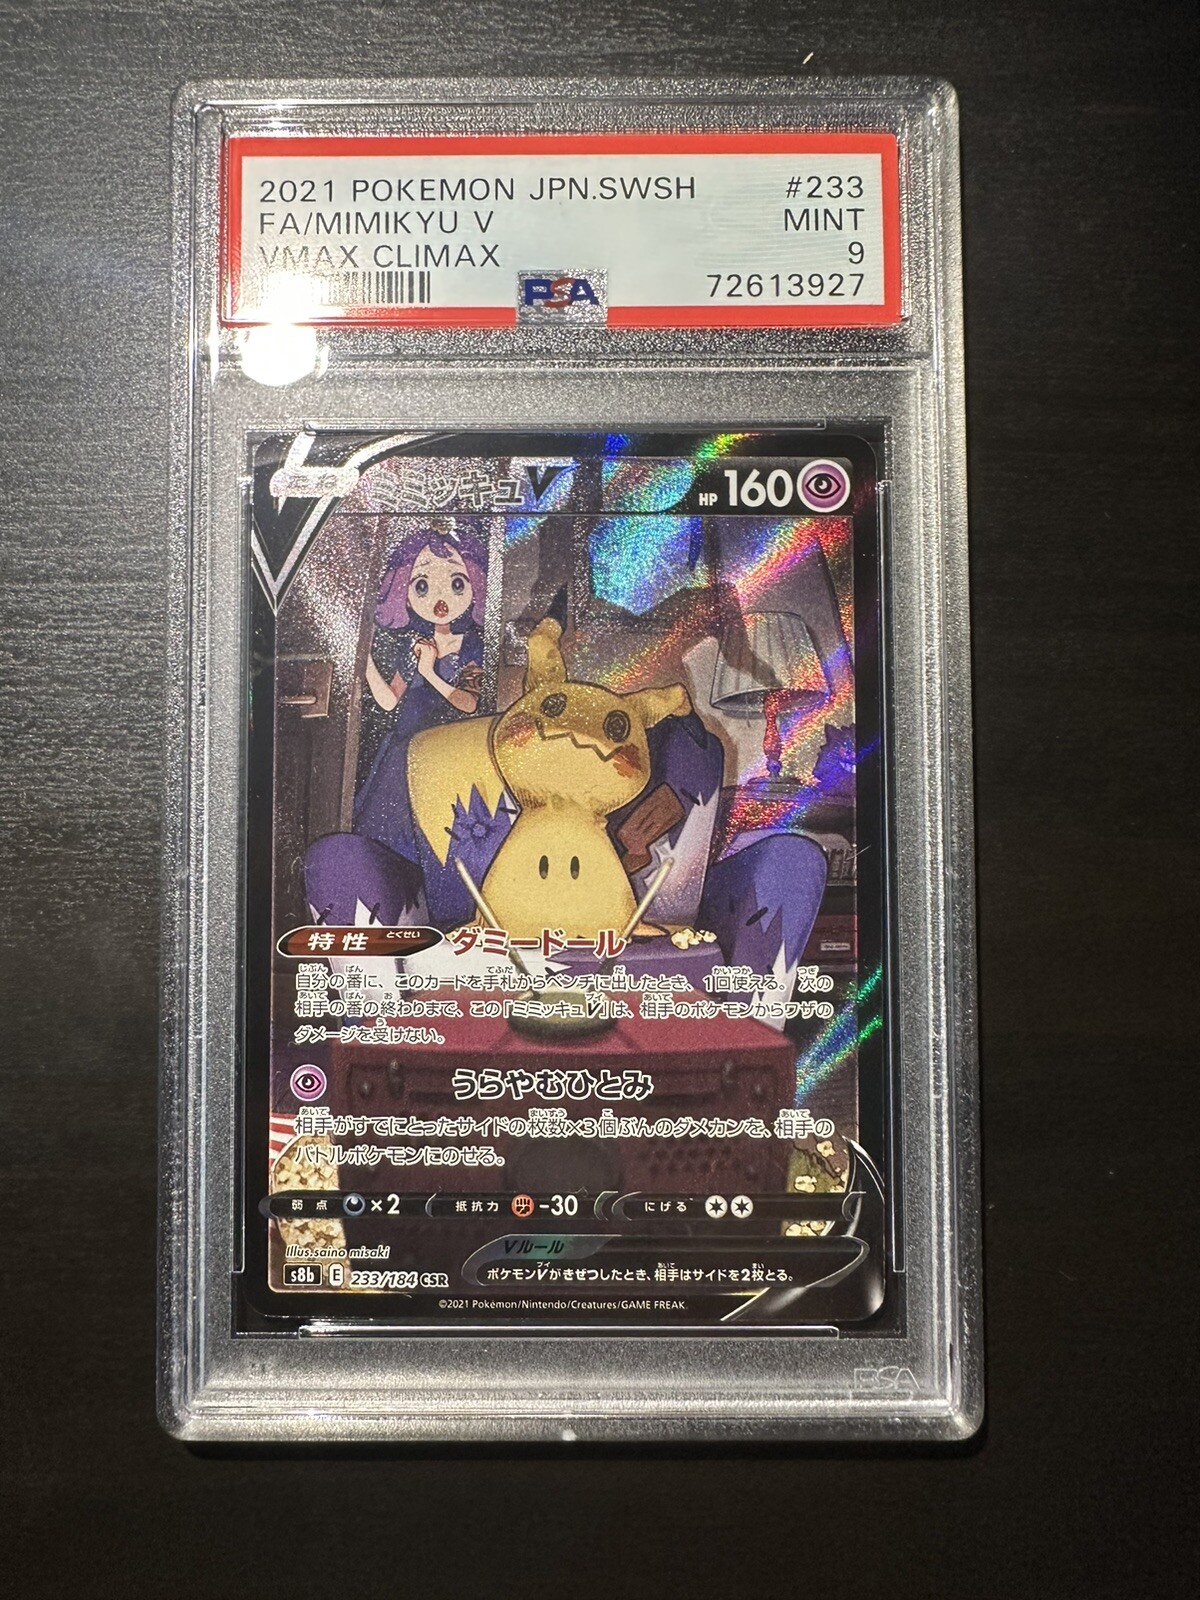 2021 POKEMON JPN.SWSH #233
FA/MIMIKYU V MINT
VMAX CLIMAX 9
PSA 72613927
たね ミミッキュV HP 160
特性 とくせい ダミードール
自分の番に、このカードを手札からベンチに出したとき、1回使える。次の
相手の番の終わりまで、この「ミミッキュV」は、相手のポケモンからワザの
ダメージを受けない。
うらやむひとみ
相手がすでにとったサイドの枚数×3個ぶんのダメカンを、相手の
バトルポケモンにのせる。
弱点 ×2 抵抗力 -30 にげる
Illus.saino misaki
Vルール
s8b E 233/184 CSR
ポケモンVがきぜつしたとき、相手はサイドを2枚とる。
©2021 Pokémon/Nintendo/Creatures/GAME FREAK.
PSA